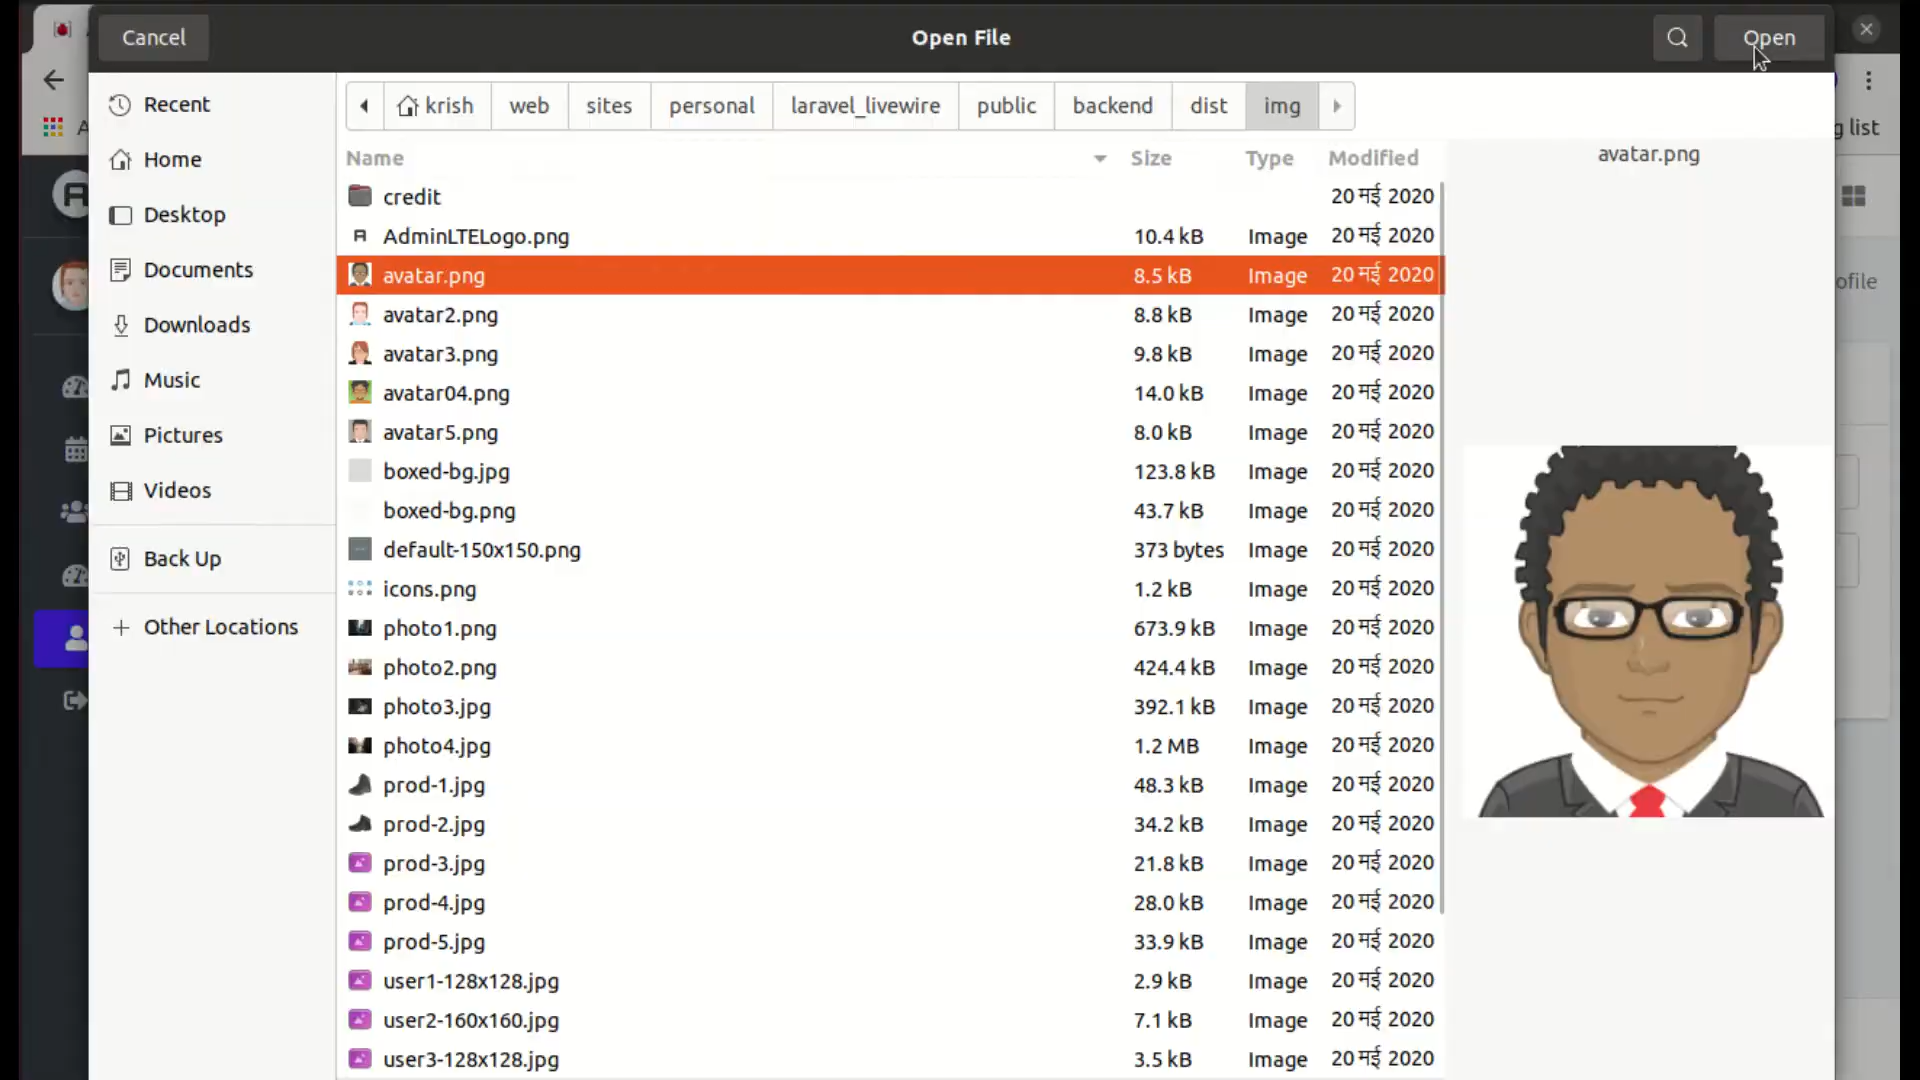 Cancel
Open File
Open
Recent
Home
Desktop
Documents
Downloads
Music
Pictures
Videos
Back Up
Other Locations
krish web sites personal laravel_livewire public backend dist img
Name Size Type Modified
credit 20 मई 2020
AdminLTELogo.png 10.4 kB Image 20 मई 2020
avatar.png 8.5 kB Image 20 मई 2020
avatar2.png 8.8 kB Image 20 मई 2020
avatar3.png 9.8 kB Image 20 मई 2020
avatar04.png 14.0 kB Image 20 मई 2020
avatar5.png 8.0 kB Image 20 मई 2020
boxed-bg.jpg 123.8 kB Image 20 मई 2020
boxed-bg.png 43.7 kB Image 20 मई 2020
default-150x150.png 373 bytes Image 20 मई 2020
icons.png 1.2 kB Image 20 मई 2020
photo1.png 673.9 kB Image 20 मई 2020
photo2.png 424.4 kB Image 20 मई 2020
photo3.jpg 392.1 kB Image 20 मई 2020
photo4.jpg 1.2 MB Image 20 मई 2020
prod-1.jpg 48.3 kB Image 20 मई 2020
prod-2.jpg 34.2 kB Image 20 मई 2020
prod-3.jpg 21.8 kB Image 20 मई 2020
prod-4.jpg 28.0 kB Image 20 मई 2020
prod-5.jpg 33.9 kB Image 20 मई 2020
user1-128x128.jpg 2.9 kB Image 20 मई 2020
user2-160x160.jpg 7.1 kB Image 20 मई 2020
user3-128x128.jpg 3.5 kB Image 20 मई 2020
avatar.png
g list
ofile